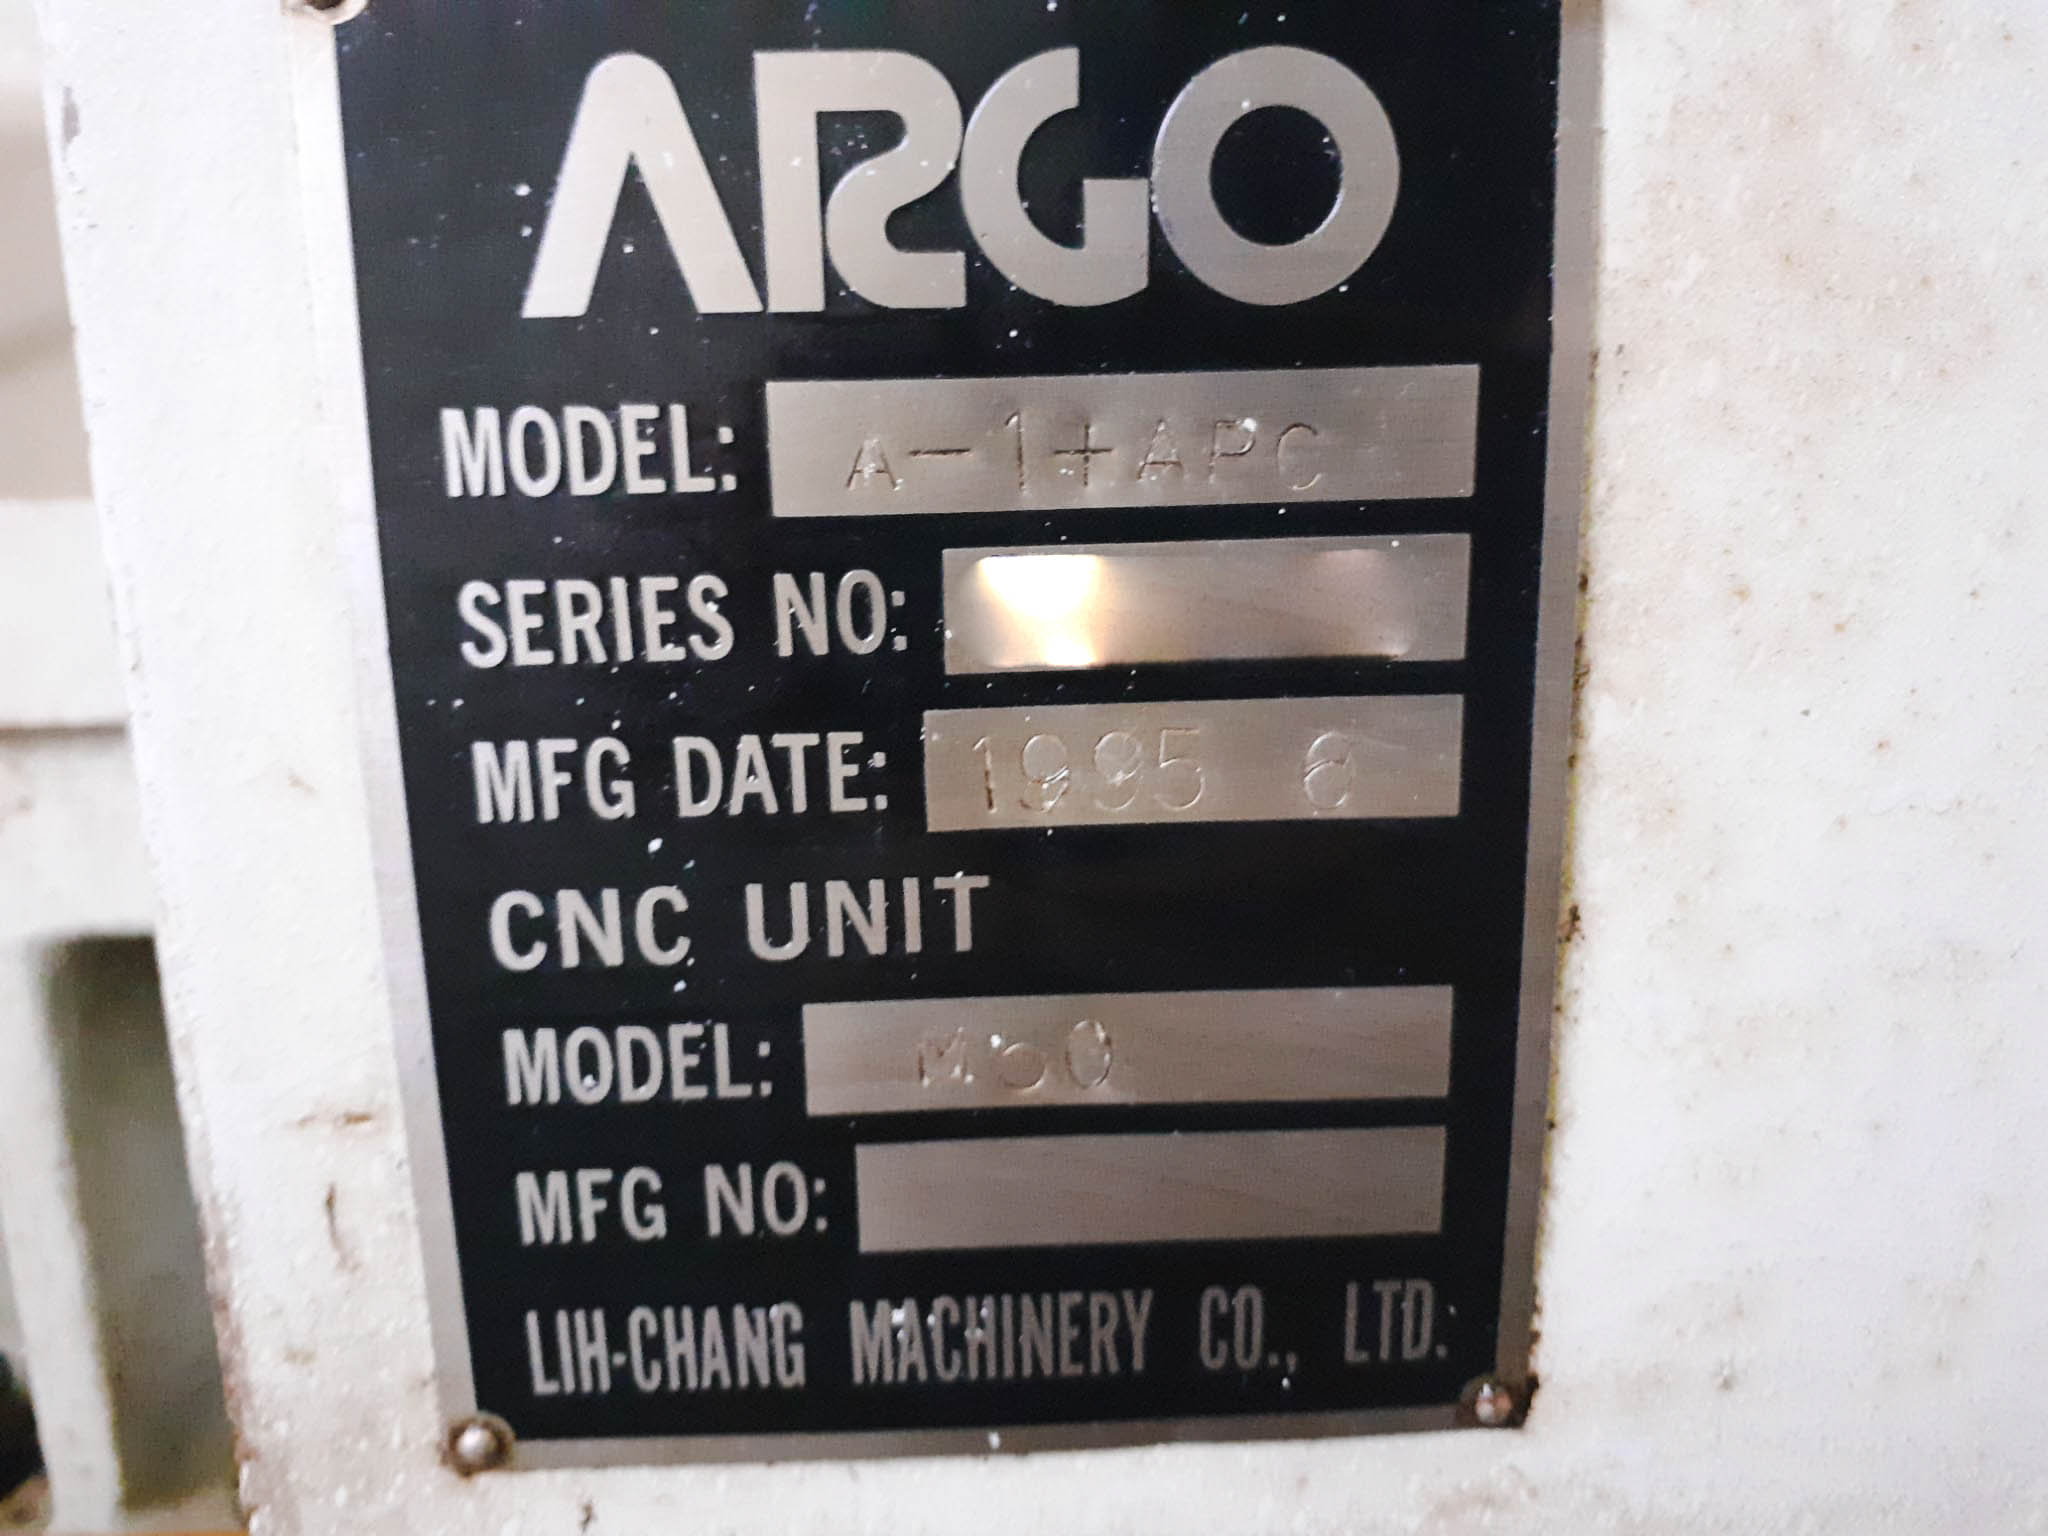 ARGO
MODEL: A-1+APC
SERIES NO:
MFG DATE: 1995 6
CNC UNIT
MODEL: M50
MFG NO:
LIH-CHANG MACHINERY CO., LTD.